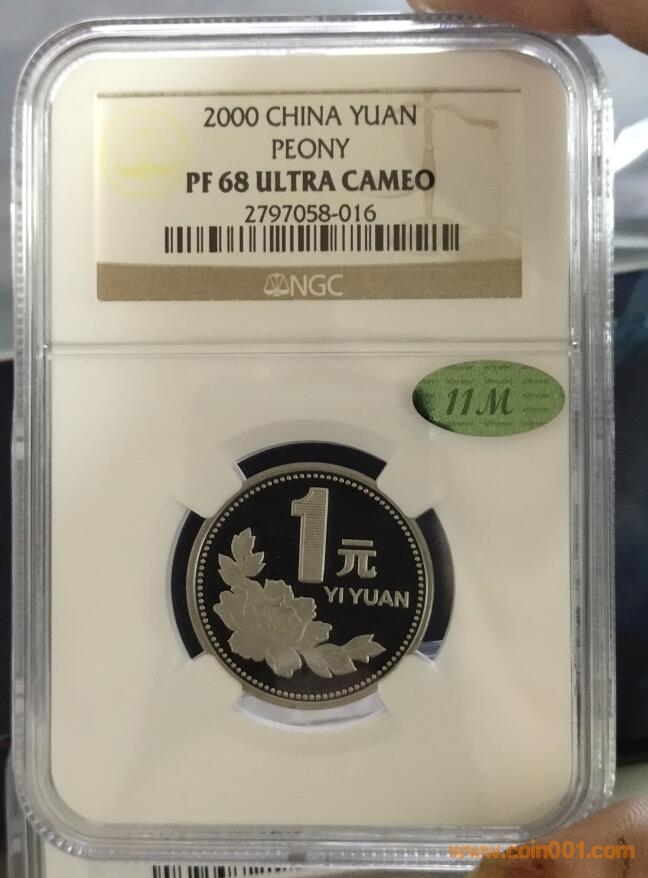 2000 CHINA YUAN
PEONY
PF 68 ULTRA CAMEO
2797058-016
NGC
11M
1元
YI YUAN
www.coin001.com